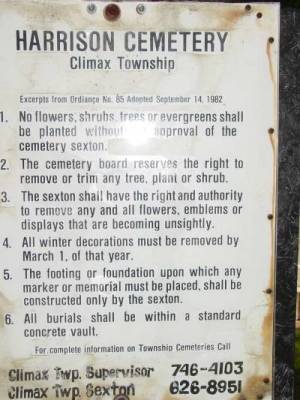 HARRISON CEMETERY
Climax Township
Excerpts from Ordiance No. 85 Adopted September 14, 1982
1. No flowers, shrubs, trees or evergreens shall
be planted without approval of the
cemetery sexton.
2. The cemetery board reserves the right to
remove or trim any tree, plant or shrub.
3. The sexton shall have the right and authority
to remove any and all flowers, emblems or
displays that are becoming unsightly.
4. All winter decorations must be removed by
March 1, of that year.
5. The footing or foundation upon which any
marker or memorial must be placed, shall be
constructed only by the sexton.
6. All burials shall be within a standard
concrete vault.
For complete information on Township Cemeteries Call
Climax Twp. Supervisor 746-4103
Climax Twp. Sexton 626-8951